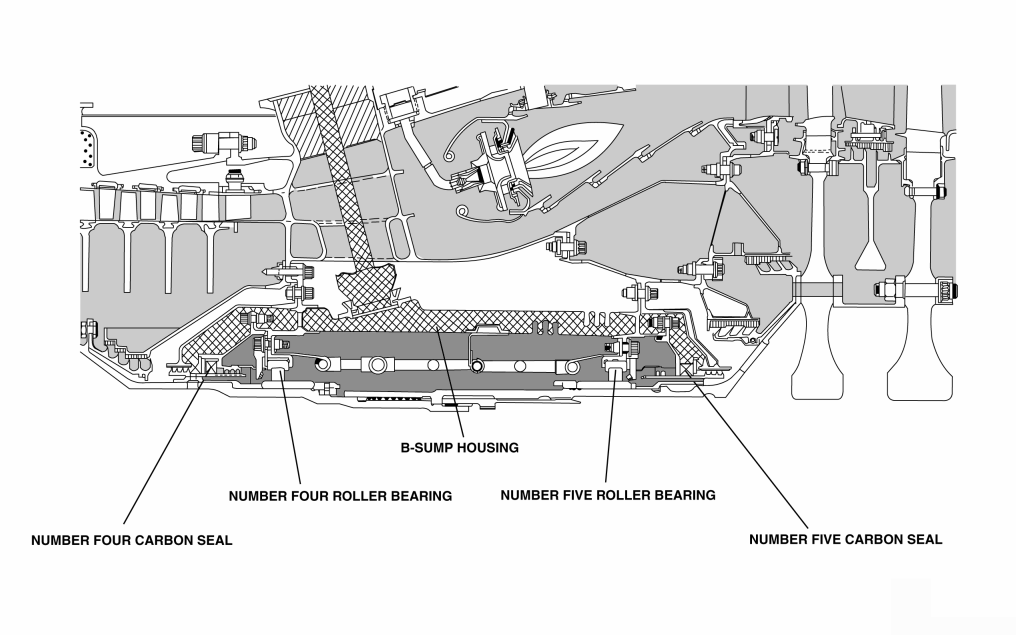 B-SUMP HOUSING
NUMBER FOUR ROLLER BEARING
NUMBER FIVE ROLLER BEARING
NUMBER FOUR CARBON SEAL
NUMBER FIVE CARBON SEAL